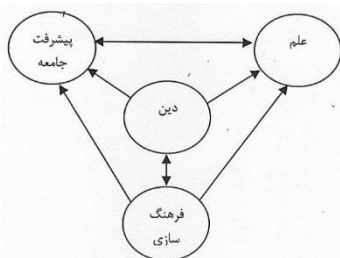 علم
پیشرفت
جامعه
دین
فرهنگ
سازی